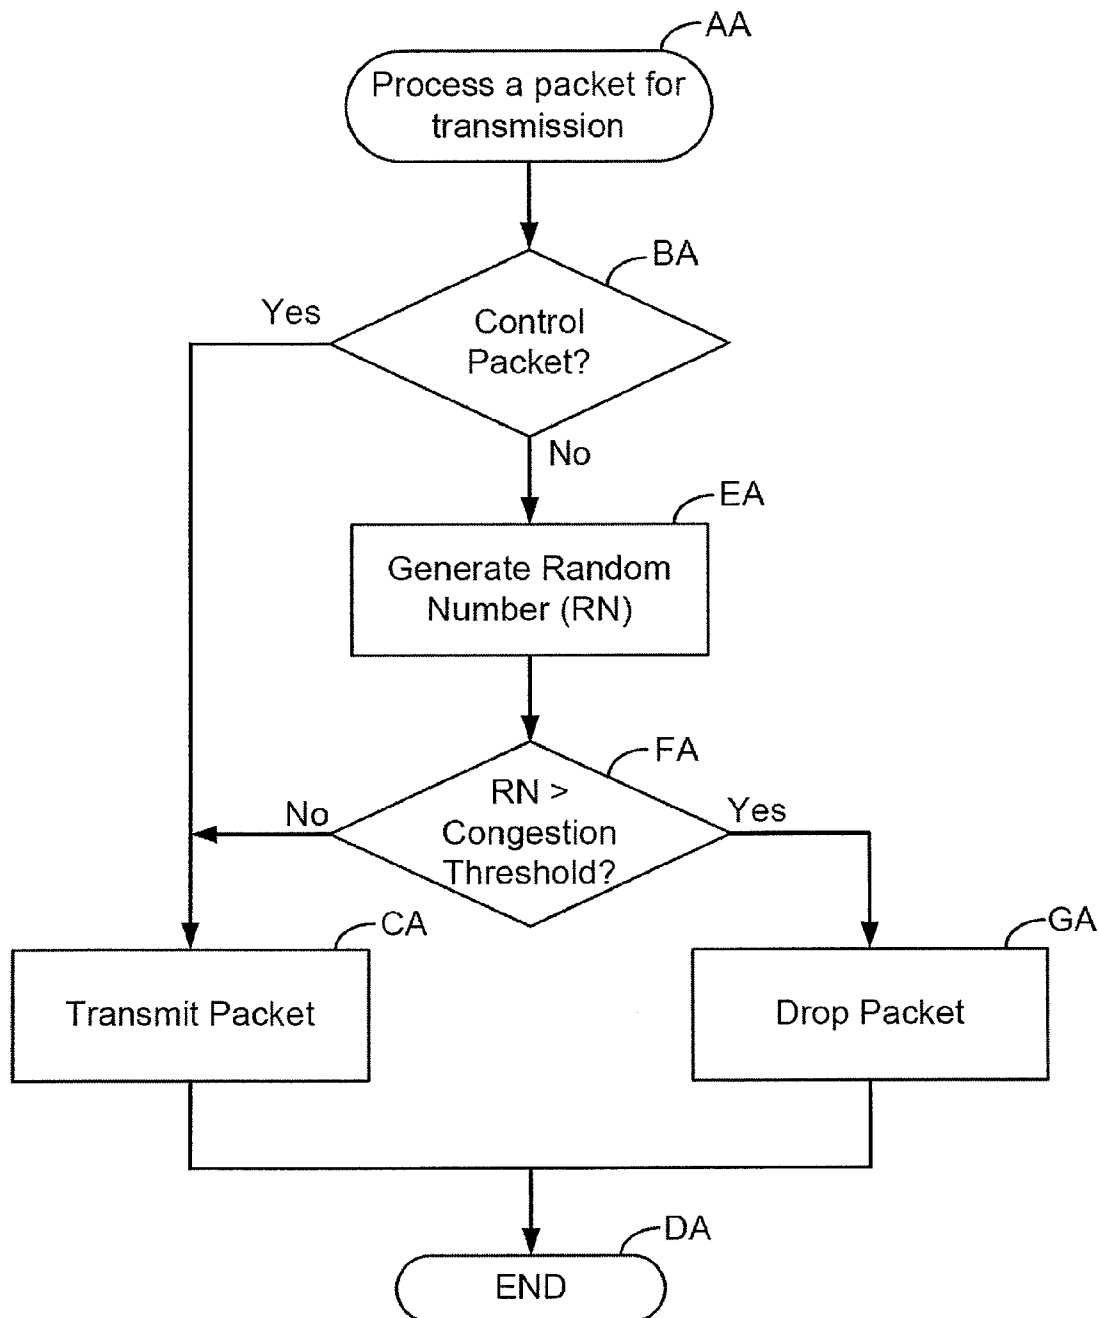 AA
Process a packet for
transmission
BA
Yes
Control
Packet?
No
EA
Generate Random
Number (RN)
FA
No
RN >
Congestion
Threshold?
Yes
CA
Transmit Packet
GA
Drop Packet
DA
END